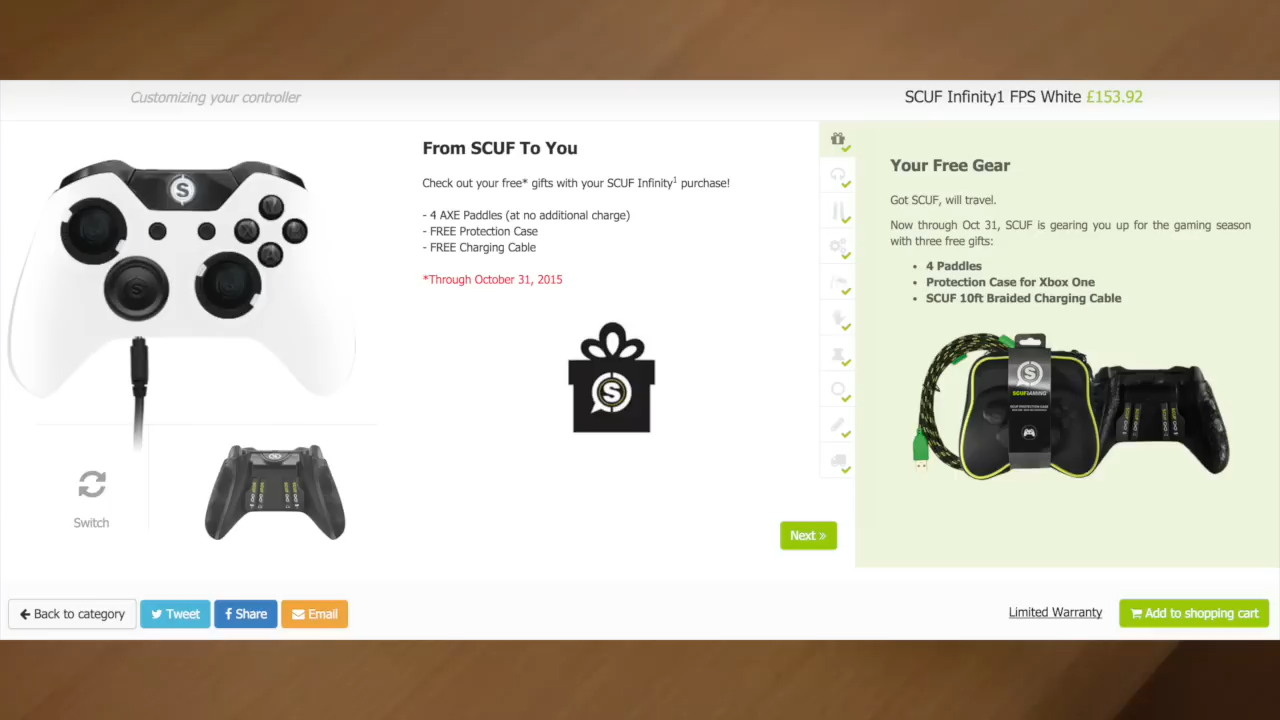 Customizing your controller
SCUF Infinity1 FPS White £153.92
From SCUF To You
Check out your free* gifts with your SCUF Infinity1 purchase!
- 4 AXE Paddles (at no additional charge)
- FREE Protection Case
- FREE Charging Cable
*Through October 31, 2015
Your Free Gear
Got SCUF, will travel.
Now through Oct 31, SCUF is gearing you up for the gaming season
with three free gifts:
• 4 Paddles
• Protection Case for Xbox One
• SCUF 10ft Braided Charging Cable
S
S
Y
X
B
A
SCUFGAMING
Switch
Next »
Back to category
Tweet
Share
Email
Limited Warranty
Add to shopping cart